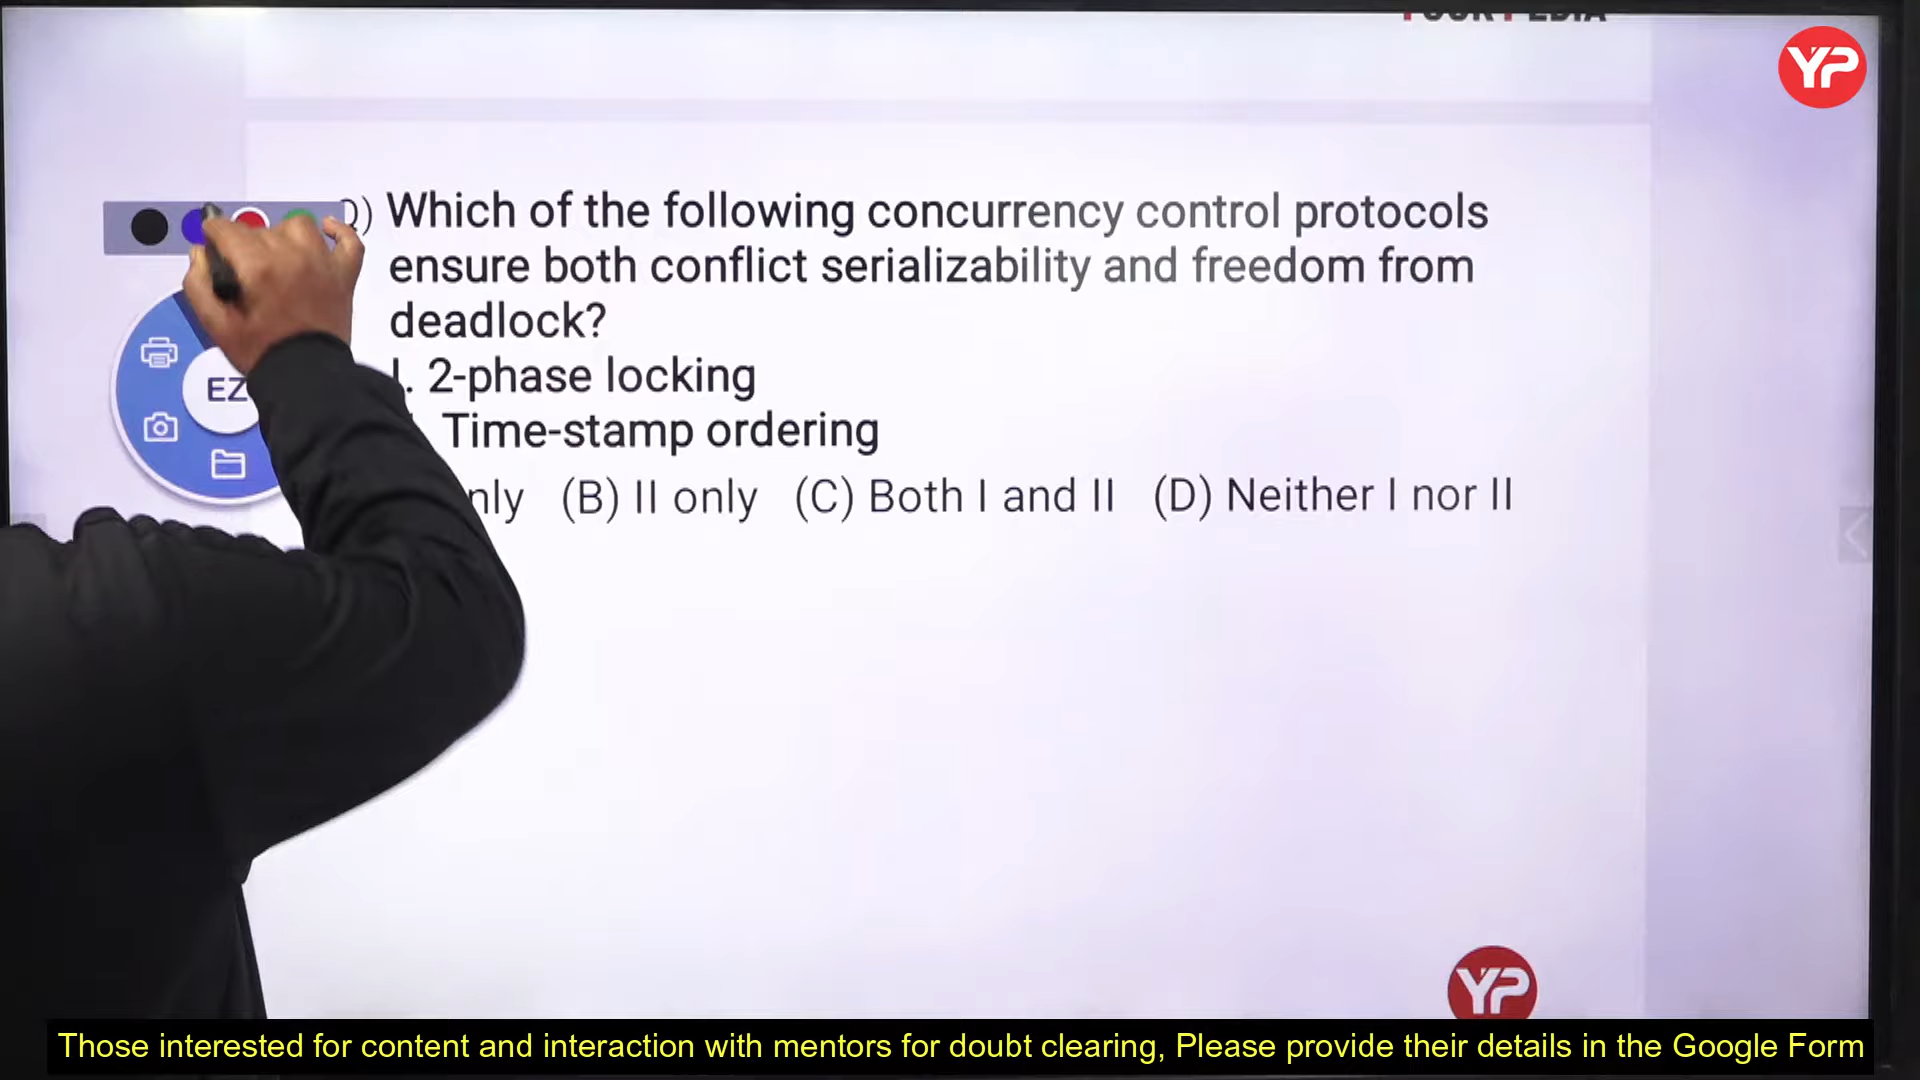 YP
Which of the following concurrency control protocols
ensure both conflict serializability and freedom from
deadlock?
I. 2-phase locking
Time-stamp ordering
(B) II only (C) Both I and II (D) Neither I nor II
EZ
YP
Those interested for content and interaction with mentors for doubt clearing, Please provide their details in the Google Form